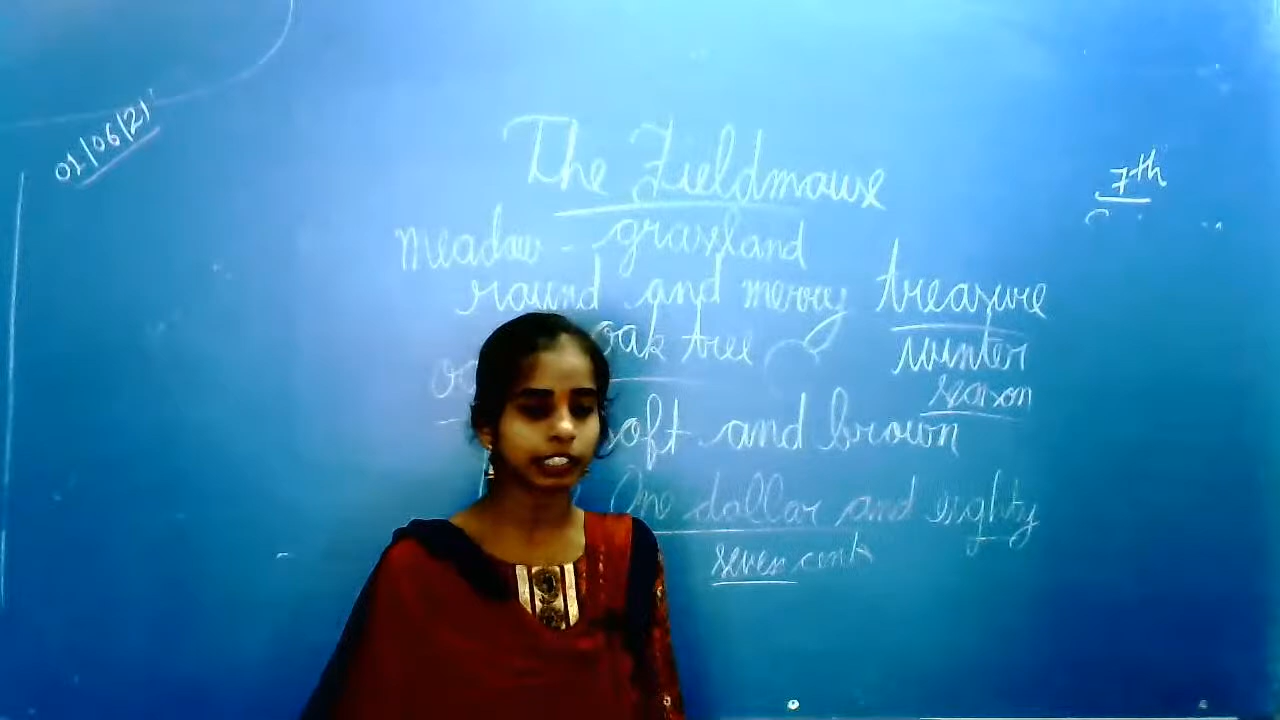 01/06/21
The Fieldmouse
7th
Meadow - grassland
round and merry treasure
oak tree winter
season
soft and brown
One dollar and eighty
seven cents